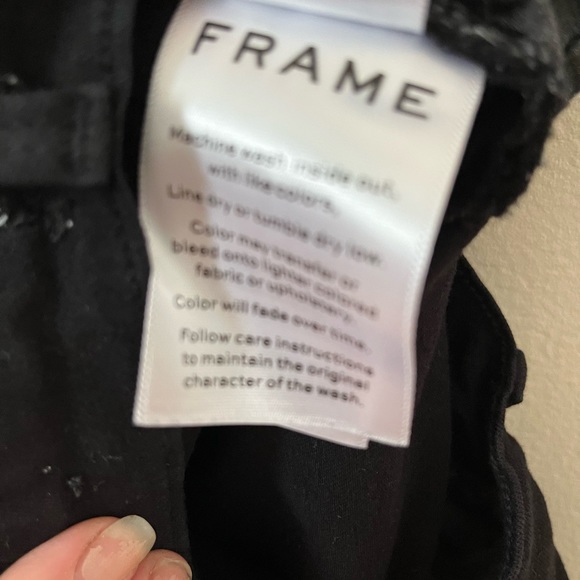 FRAME
Machine wash inside out,
with like colors.
Line dry or tumble dry low.
Color may transfer or
bleed onto lighter colored
fabric or upholstery.
Color will fade over time.
Follow care instructions
to maintain the original
character of the wash.